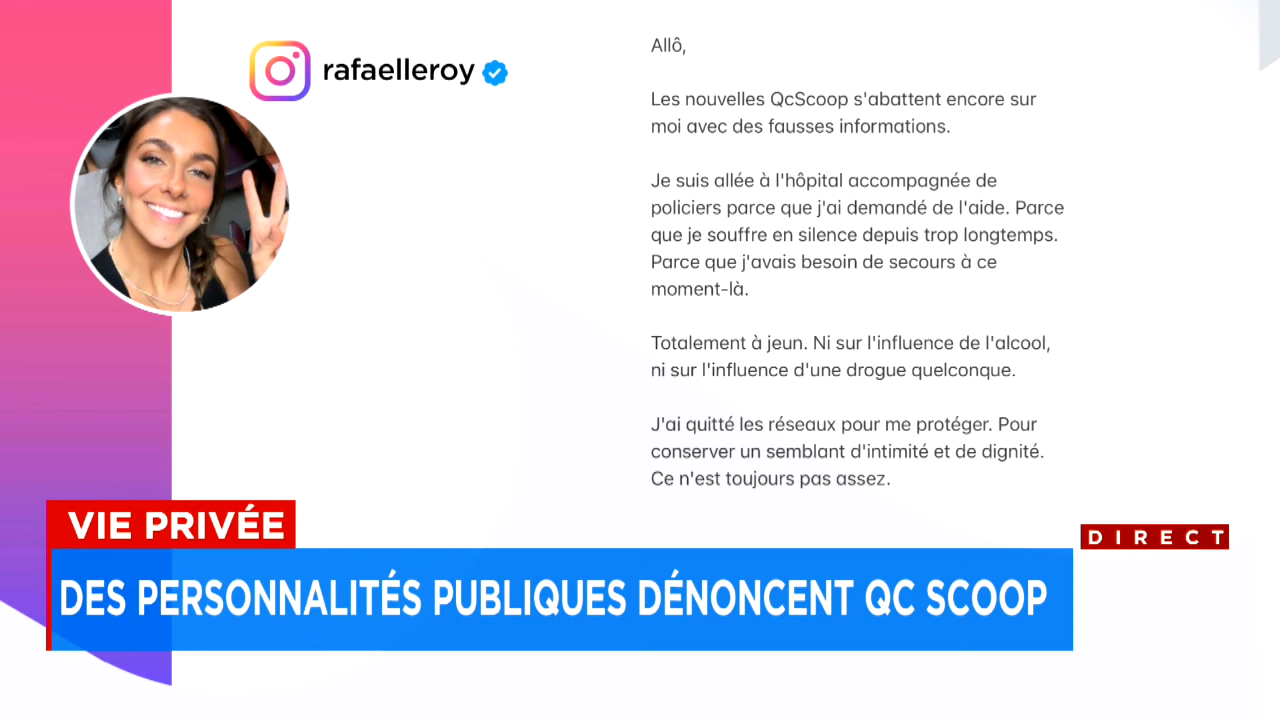 rafaelleroy
Allô,
Les nouvelles QcScoop s'abattent encore sur
moi avec des fausses informations.
Je suis allée à l'hôpital accompagnée de
policiers parce que j'ai demandé de l'aide. Parce
que je souffre en silence depuis trop longtemps.
Parce que j'avais besoin de secours à ce
moment-là.
Totalement à jeun. Ni sur l'influence de l'alcool,
ni sur l'influence d'une drogue quelconque.
J'ai quitté les réseaux pour me protéger. Pour
conserver un semblant d'intimité et de dignité.
Ce n'est toujours pas assez.
VIE PRIVÉE
DIRECT
DES PERSONNALITÉS PUBLIQUES DÉNONCENT QC SCOOP